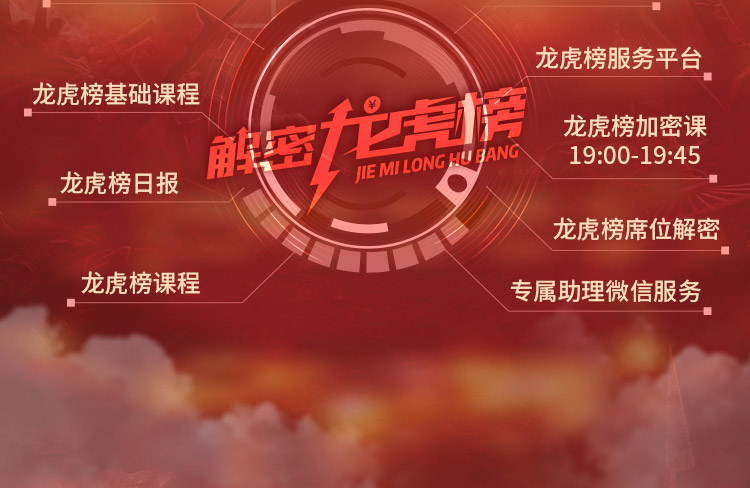 龙虎榜服务平台
龙虎榜基础课程
¥
解密龙虎榜
JIE MI LONG HU BANG
龙虎榜加密课
19:00-19:45
龙虎榜日报
龙虎榜席位解密
龙虎榜课程
专属助理微信服务